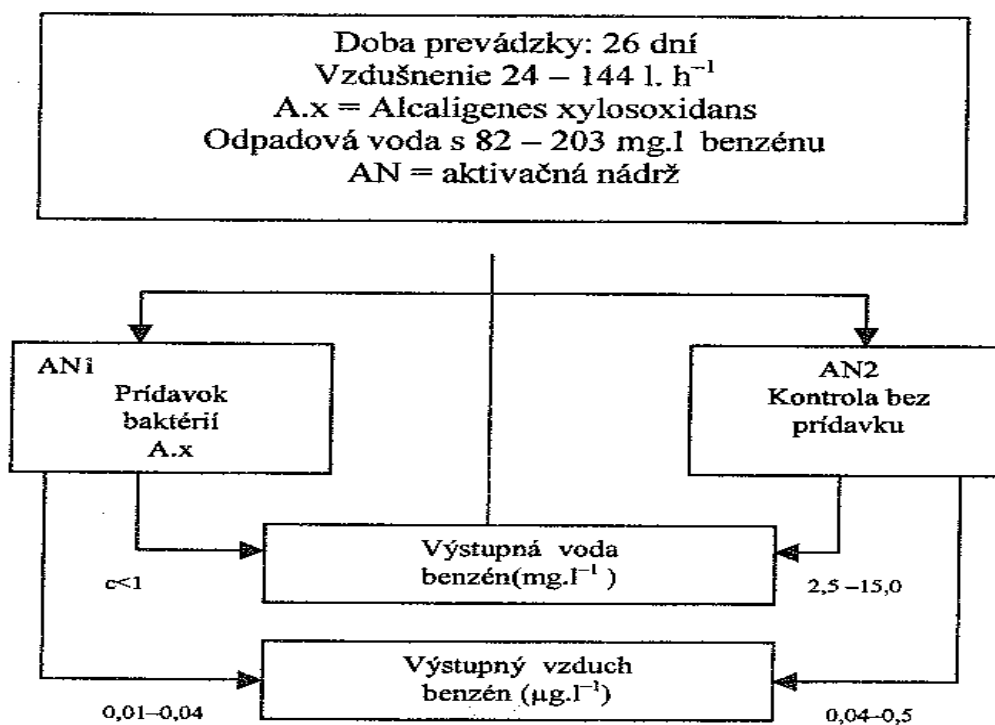 Doba prevádzky: 26 dní
Vzdušnenie 24 – 144 l. h⁻¹
A.x = Alcaligenes xylosoxidans
Odpadová voda s 82 – 203 mg.l benzénu
AN = aktivačná nádrž
AN1
Prídavok
baktérií
A.x
AN2
Kontrola bez
prídavku
Výstupná voda
benzén(mg.l⁻¹ )
c<1
2,5 –15,0
Výstupný vzduch
benzén (µg.l⁻¹)
0,01–0,04
0,04–0,5